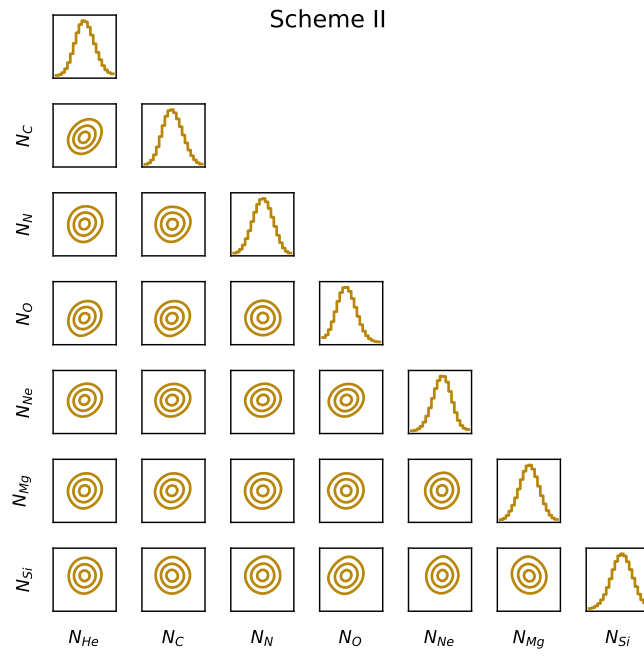 Scheme II
N_C
N_N
N_O
N_Ne
N_Mg
N_Si
N_He N_C N_N N_O N_Ne N_Mg N_Si